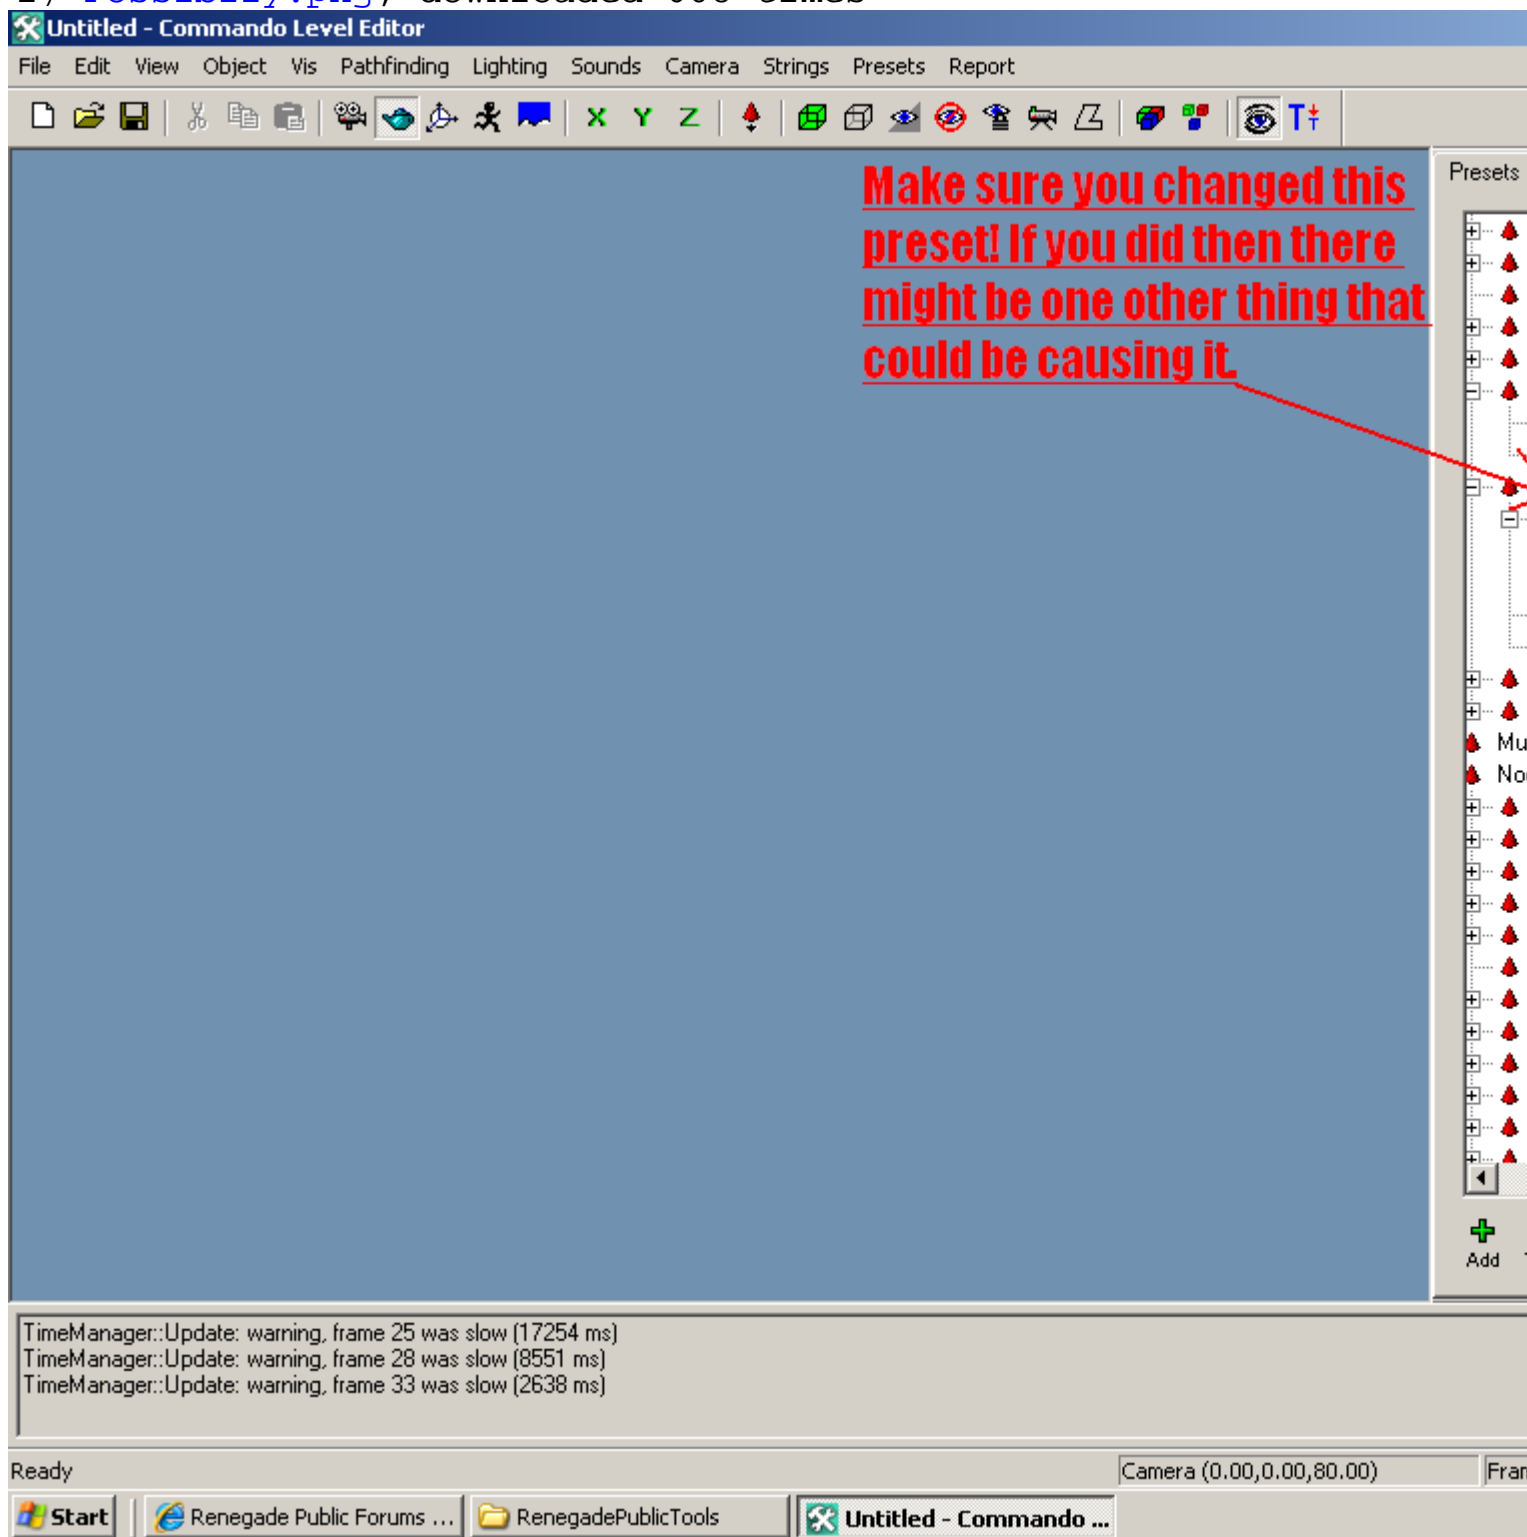 Untitled - Commando Level Editor
File Edit View Object Vis Pathfinding Lighting Sounds Camera Strings Presets Report
X Y Z T
Make sure you changed this
preset! If you did then there
might be one other thing that
could be causing it.
Presets
Mu
No
Add
TimeManager::Update: warning, frame 25 was slow (17254 ms)
TimeManager::Update: warning, frame 28 was slow (8551 ms)
TimeManager::Update: warning, frame 33 was slow (2638 ms)
Ready Camera (0.00,0.00,80.00) Fran
Start Renegade Public Forums ... RenegadePublicTools Untitled - Commando ...